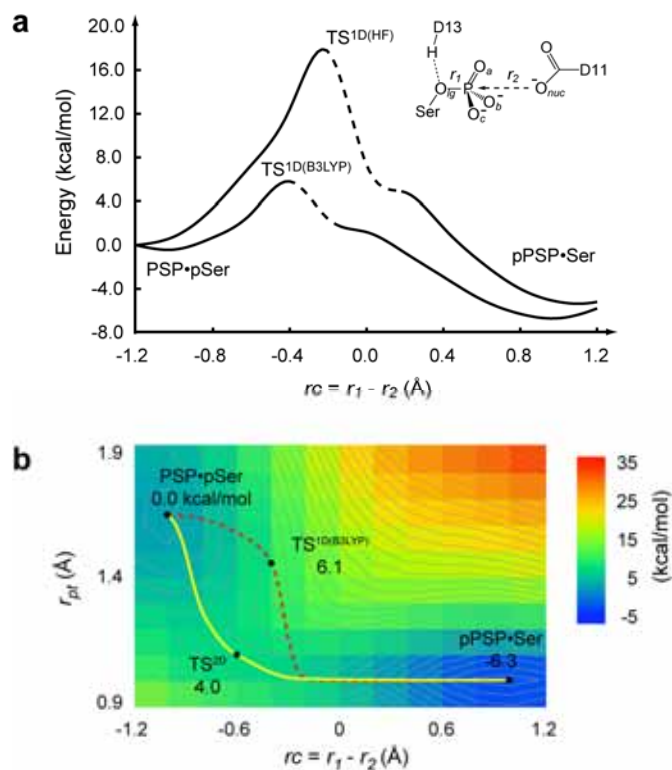 a
TS1D(HF)
D13
H
O
D11
r1
Oa
r2
Olg
P
Onuc
Ser
Ob
Oc
TS1D(B3LYP)
PSP•pSer
pPSP•Ser
Energy (kcal/mol)
20.0
16.0
12.0
8.0
4.0
0.0
-4.0
-8.0
-1.2 -0.8 -0.4 0.0 0.4 0.8 1.2
rc = r1 - r2 (Å)
b
PSP•pSer
0.0 kcal/mol
TS1D(B3LYP)
6.1
TS2D
4.0
pPSP•Ser
-6.3
rpt (Å)
1.9
1.4
0.9
-1.2 -0.6 0 0.6 1.2
rc = r1 - r2 (Å)
35
25
15
5
-5
(kcal/mol)